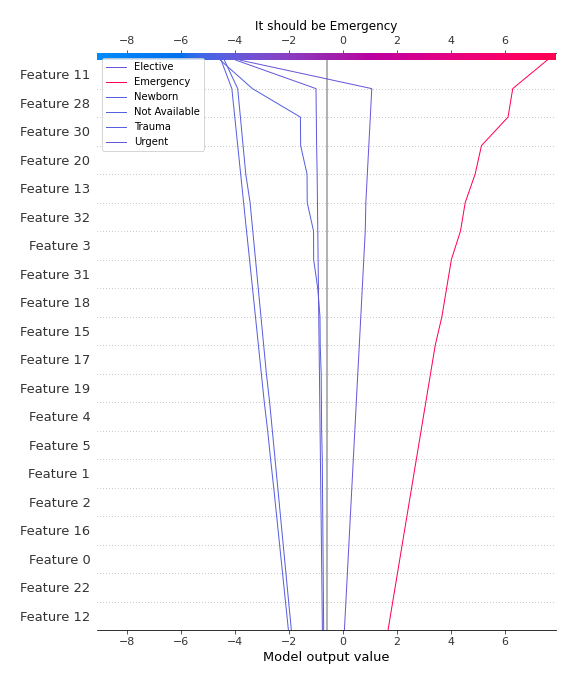 It should be Emergency
−8 −6 −4 −2 0 2 4 6
Elective
Emergency
Newborn
Not Available
Trauma
Urgent
Feature 11
Feature 28
Feature 30
Feature 20
Feature 13
Feature 32
Feature 3
Feature 31
Feature 18
Feature 15
Feature 17
Feature 19
Feature 4
Feature 5
Feature 1
Feature 2
Feature 16
Feature 0
Feature 22
Feature 12
−8 −6 −4 −2 0 2 4 6
Model output value